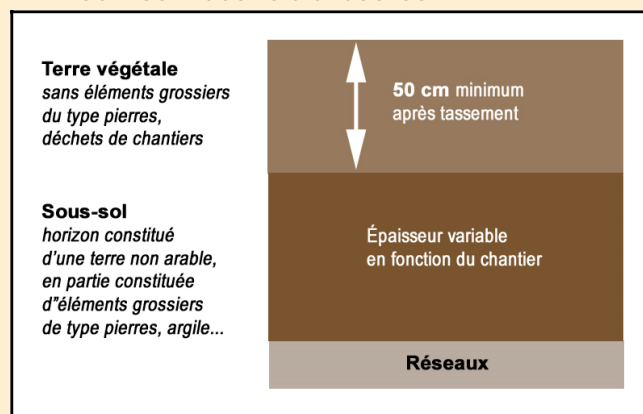 Terre végétale
sans éléments grossiers
du type pierres,
déchets de chantiers
50 cm minimum
après tassement
Sous-sol
horizon constitué
d'une terre non arable,
en partie constituée
d"éléments grossiers
de type pierres, argile...
Épaisseur variable
en fonction du chantier
Réseaux